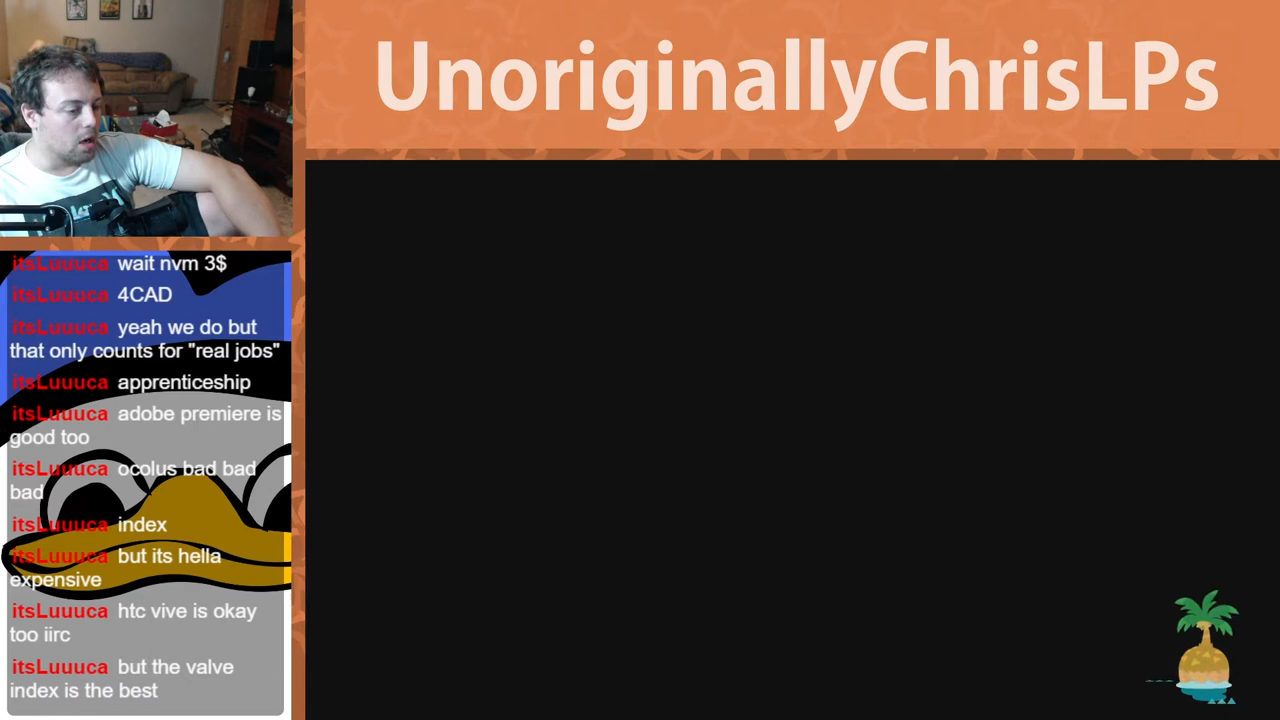 UnoriginallyChrisLPs
itsLuuuca wait nvm 3$
itsLuuuca 4CAD
itsLuuuca yeah we do but
that only counts for "real jobs"
itsLuuuca apprenticeship
itsLuuuca adobe premiere is
good too
itsLuuuca ocolus bad bad
bad
itsLuuuca index
itsLuuuca but its hella
expensive
itsLuuuca htc vive is okay
too iirc
itsLuuuca but the valve
index is the best